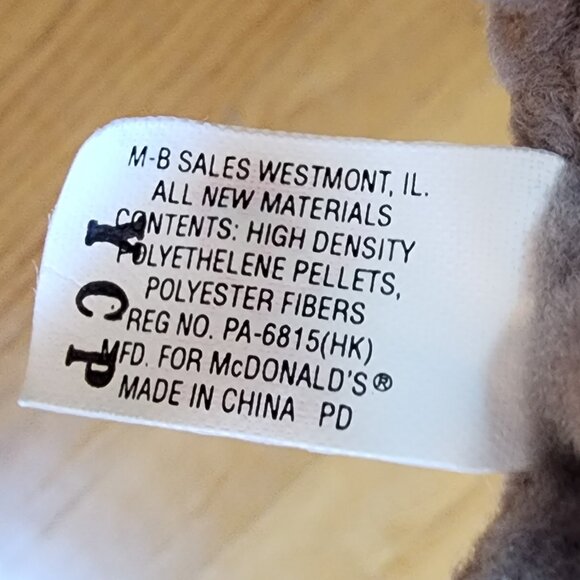 M-B SALES WESTMONT, IL.
ALL NEW MATERIALS
CONTENTS: HIGH DENSITY
POLYETHELENE PELLETS,
POLYESTER FIBERS
REG NO. PA-6815(HK)
MFD. FOR McDONALD'S®
MADE IN CHINA PD
P C